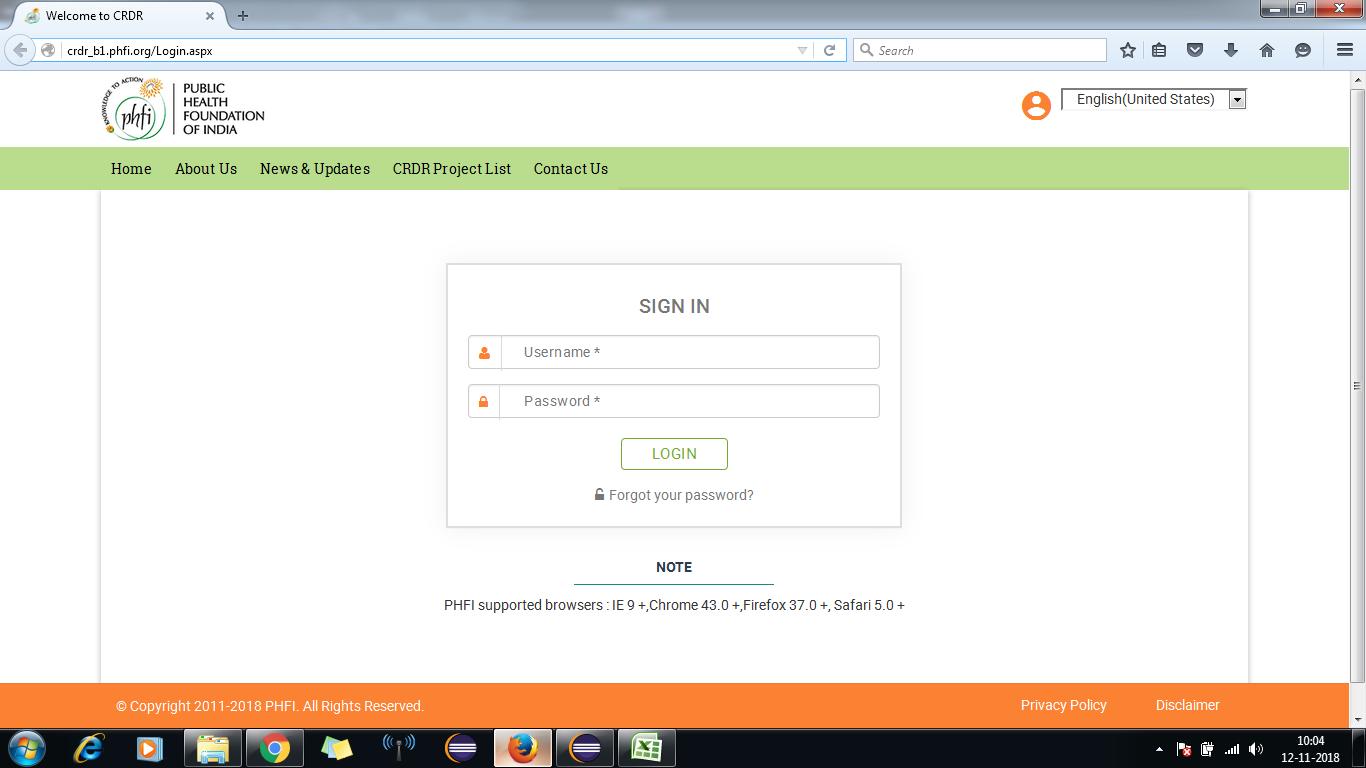 Welcome to CRDR
crdr_b1.phfi.org/Login.aspx
Search
KNOWLEDGE TO ACTION
phfi
PUBLIC
HEALTH
FOUNDATION
OF INDIA
English(United States)
Home About Us News & Updates CRDR Project List Contact Us
SIGN IN
Username *
Password *
LOGIN
Forgot your password?
NOTE
PHFI supported browsers : IE 9 +,Chrome 43.0 +,Firefox 37.0 +, Safari 5.0 +
© Copyright 2011-2018 PHFI. All Rights Reserved. Privacy Policy Disclaimer
10:04
12-11-2018